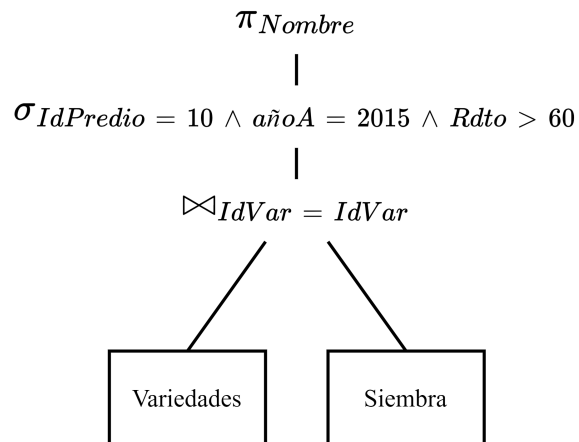 π Nombre
σ IdPredio = 10 ∧ añoA = 2015 ∧ Rdto > 60
⋈ IdVar = IdVar
Variedades Siembra